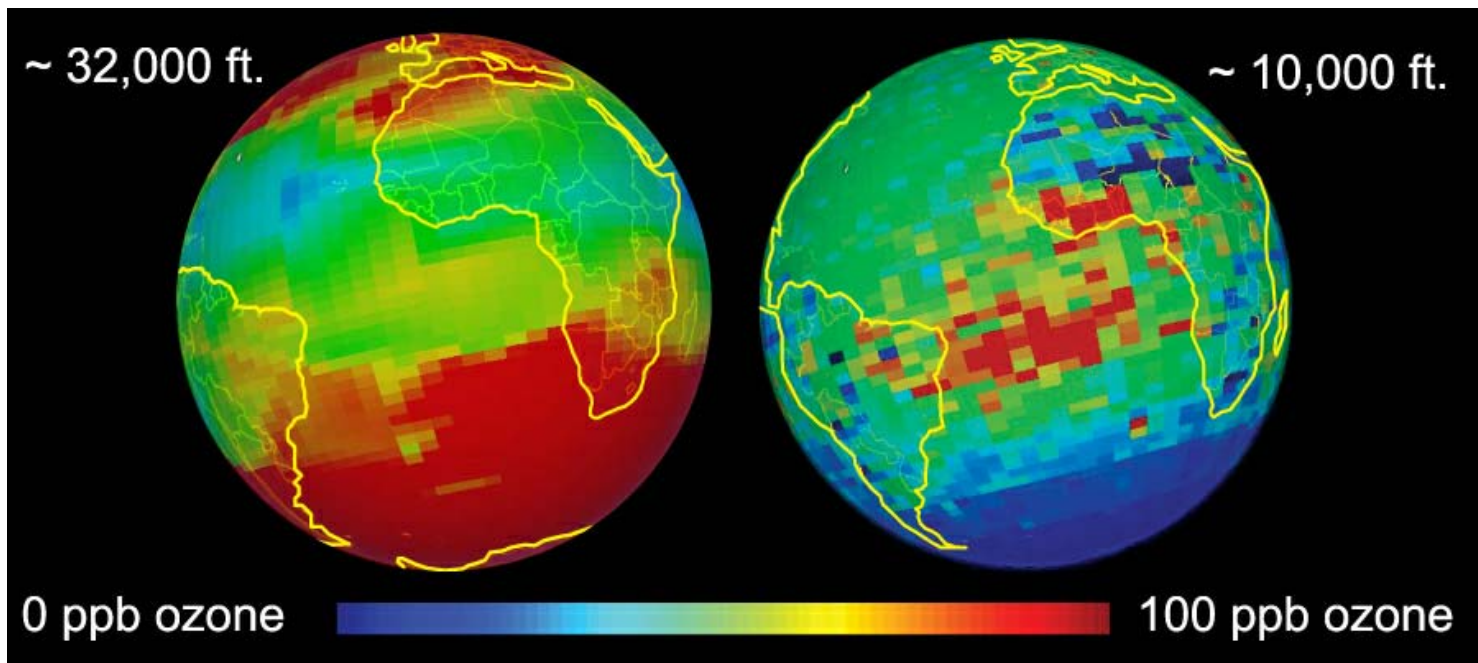 ~ 32,000 ft.
~ 10,000 ft.
0 ppb ozone
100 ppb ozone